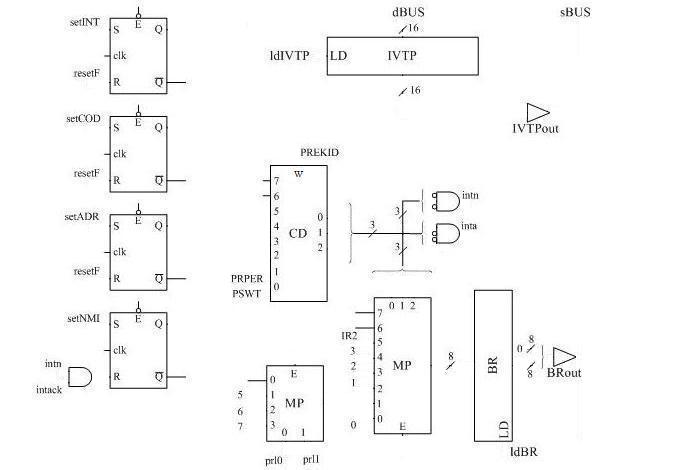 dBUS
sBUS
setINT
E
S
Q
clk
resetF
R
Q
16
ldIVTP
LD
IVTP
16
IVTPout
setCOD
E
S
Q
clk
resetF
R
Q
PREKID
W
7
6
5
4
3
2
1
0
CD
0
1
2
PRPER
PSWT
3
3
3
intn
inta
setADR
E
S
Q
clk
resetF
R
Q
setNMI
E
S
Q
clk
R
Q
intn
intack
0 1 2
7
6
5
4
3
2
1
0
MP
E
IR2
3
2
1
0
8
BR
LD
ldBR
0
8
8
BRout
E
0
1
2
3
MP
0 1
5
6
7
prl0
prl1